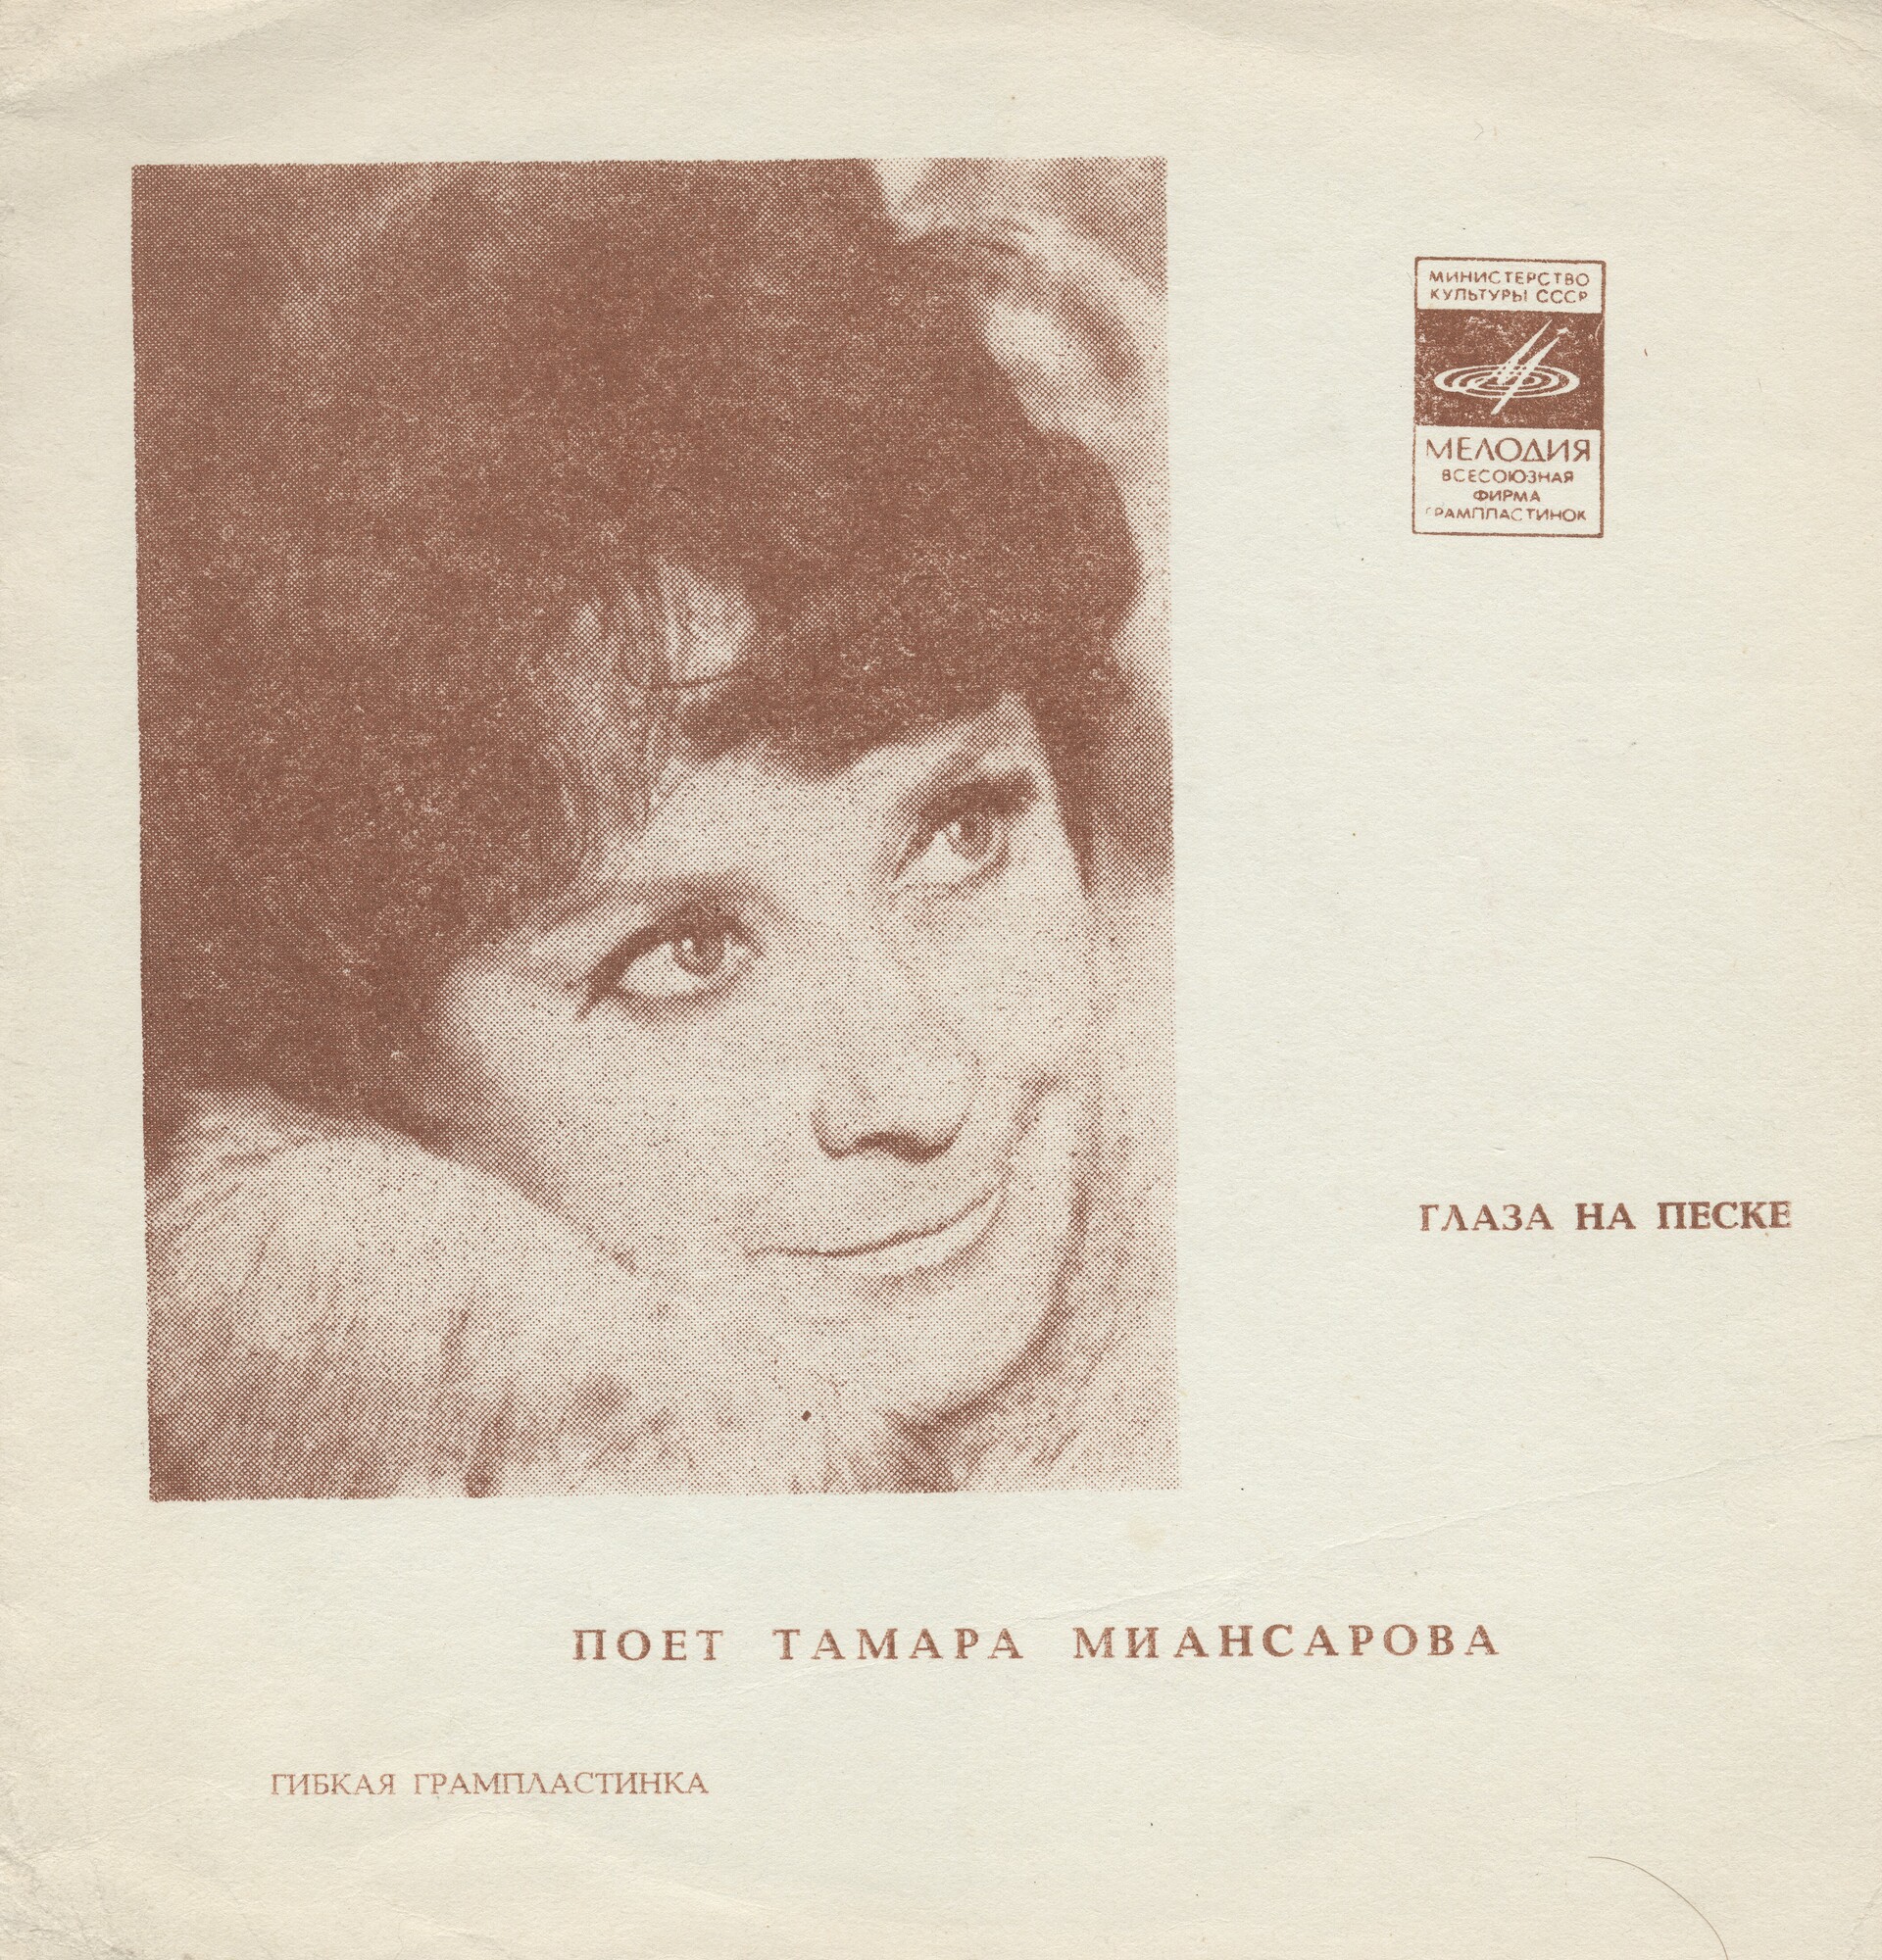 МИНИСТЕРСТВО
КУЛЬТУРЫ СССР
МЕЛОДИЯ
ВСЕСОЮЗНАЯ
ФИРМА
ГРАМПЛАСТИНОК
ГЛАЗА НА ПЕСКЕ
ПОЕТ ТАМАРА МИАНСАРОВА
ГИБКАЯ ГРАМПЛАСТИНКА